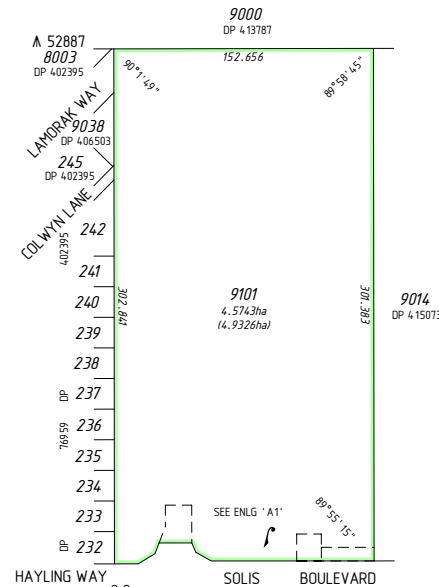 9000
DP 413787
52887
8003
DP 402395
152.656
90°1'49"
89°58'45"
LAMORAK WAY
9038
DP 406503
245
DP 402395
COLWYN LANE
242
402395
241
240
239
238
237
DP
236
76959
235
234
233
232
DP
302.841
9101
4.5743ha
(4.9326ha)
301.383
9014
DP 415073
SEE ENLG 'A1'
89°55'15"
HAYLING WAY
SOLIS
BOULEVARD